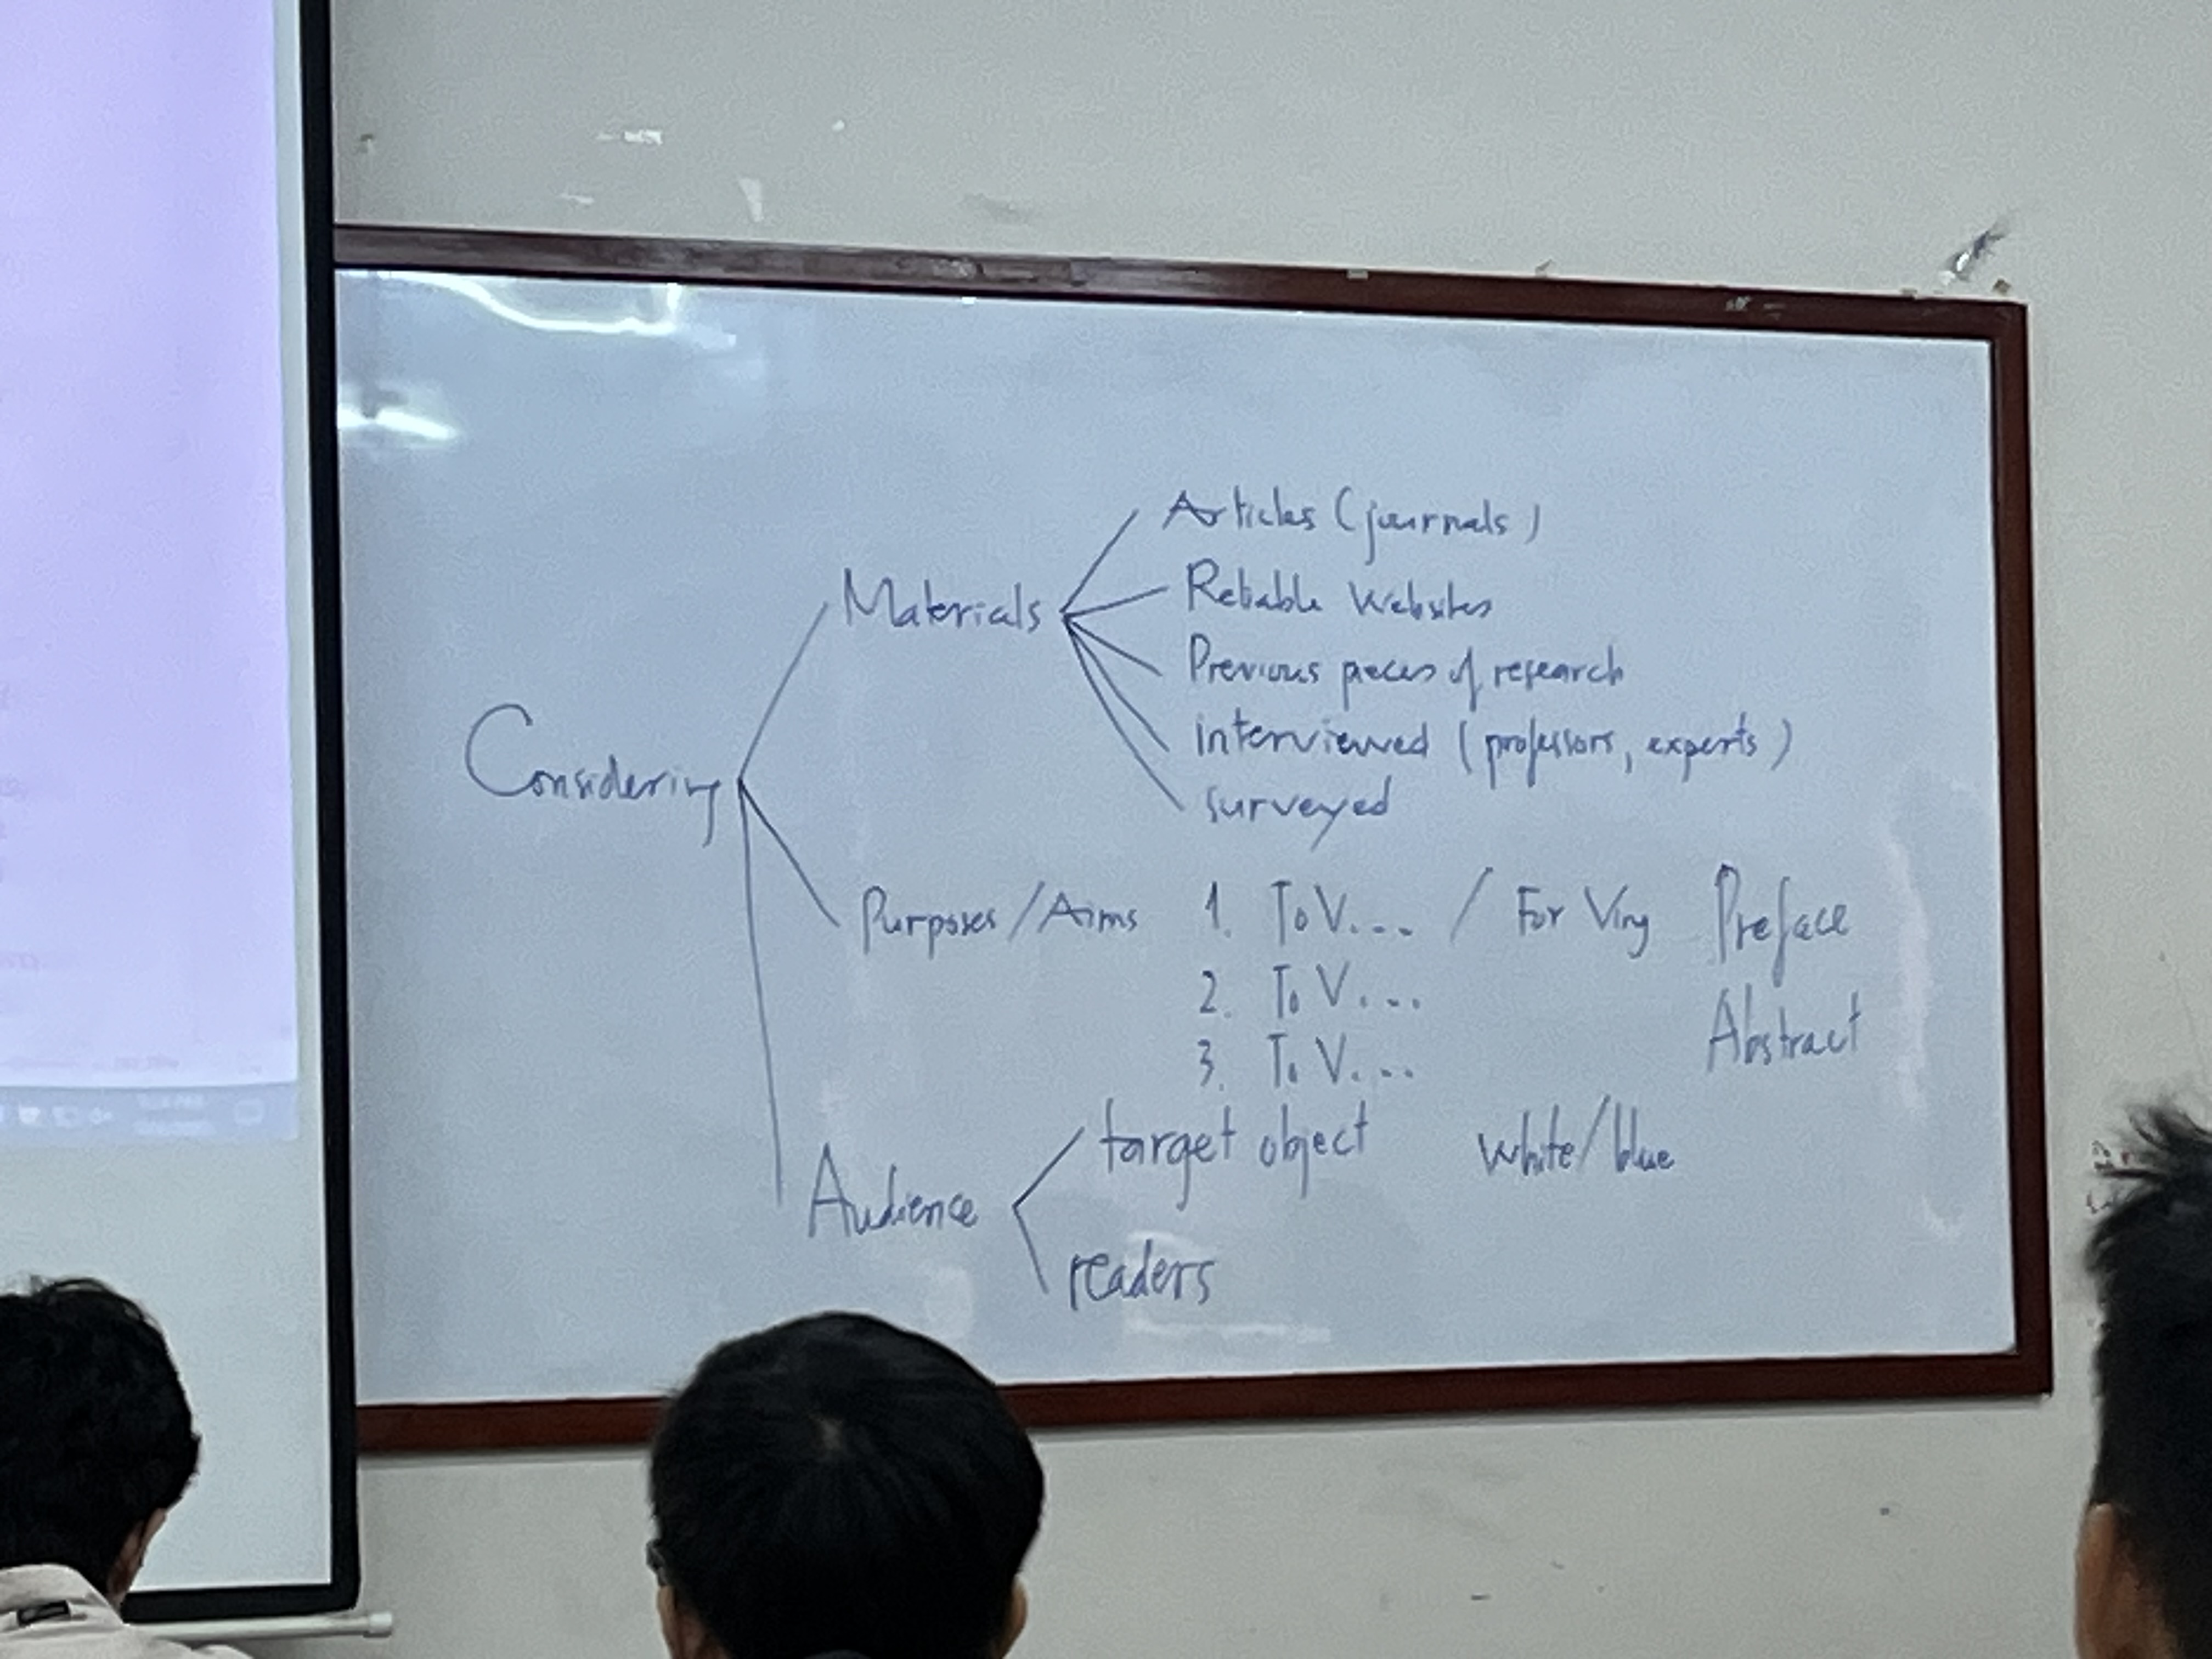 Considering
Materials
Articles (journals)
Reliable Websites
Previous pieces of research
interviewed (professors, experts)
surveyed
Purposes/Aims
1. To V... / For Ving
2. To V...
3. To V...
Preface
Abstract
Audience
target object
white/blue
readers